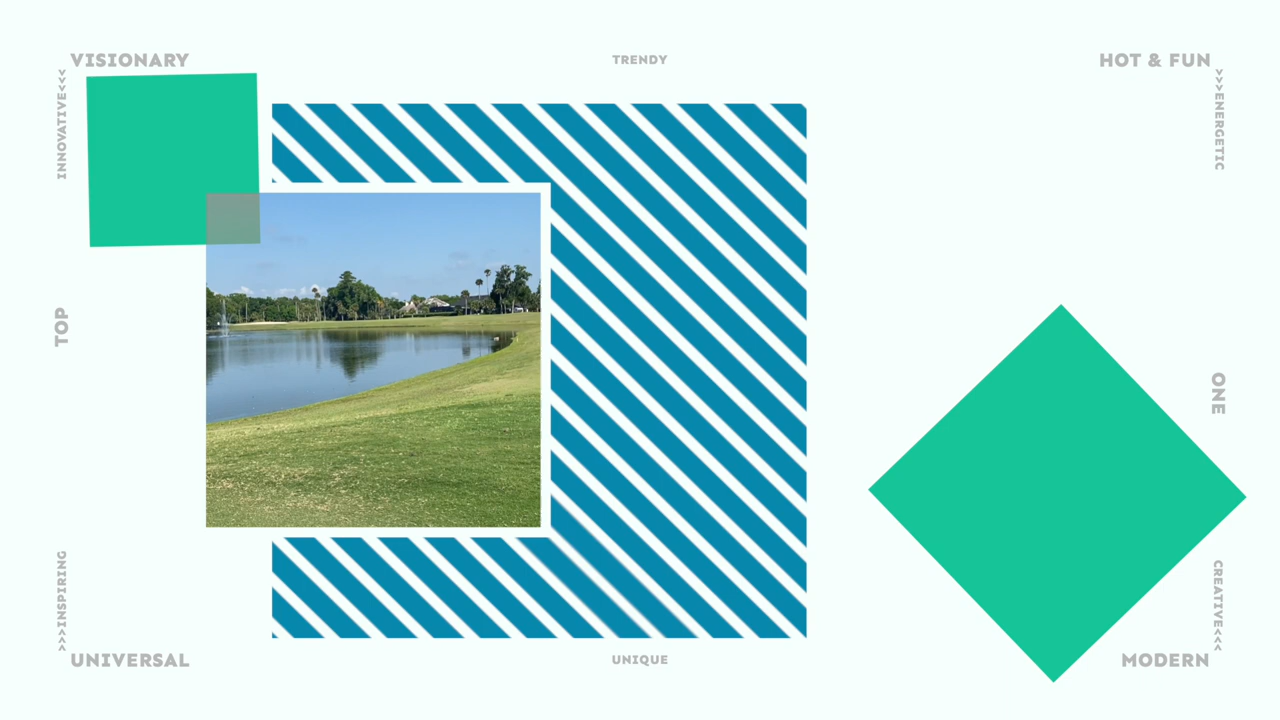 VISIONARY
TRENDY
HOT & FUN
INNOVATIVE<<<
>>>ENERGETIC
TOP
ONE
>>>INSPIRING
CREATIVE<<<
UNIVERSAL
UNIQUE
MODERN